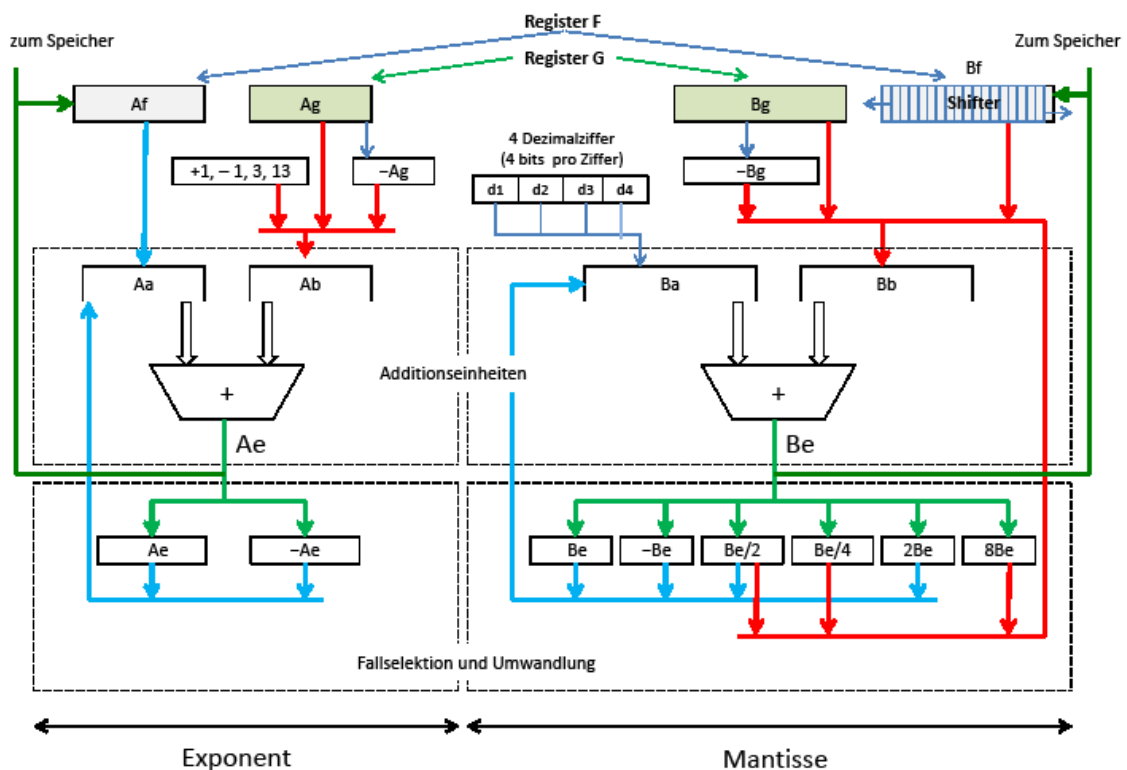 Register F
zum Speicher
Zum Speicher
Register G
Bf
Af
Ag
Bg
Shifter
4 Dezimalziffer
(4 bits pro Ziffer)
+1, – 1, 3, 13
–Ag
–Bg
d1 d2 d3 d4
Aa
Ab
Ba
Bb
Additionseinheiten
+
+
Ae
Be
Ae
–Ae
Be
–Be
Be/2
Be/4
2Be
8Be
Fallselektion und Umwandlung
Exponent
Mantisse